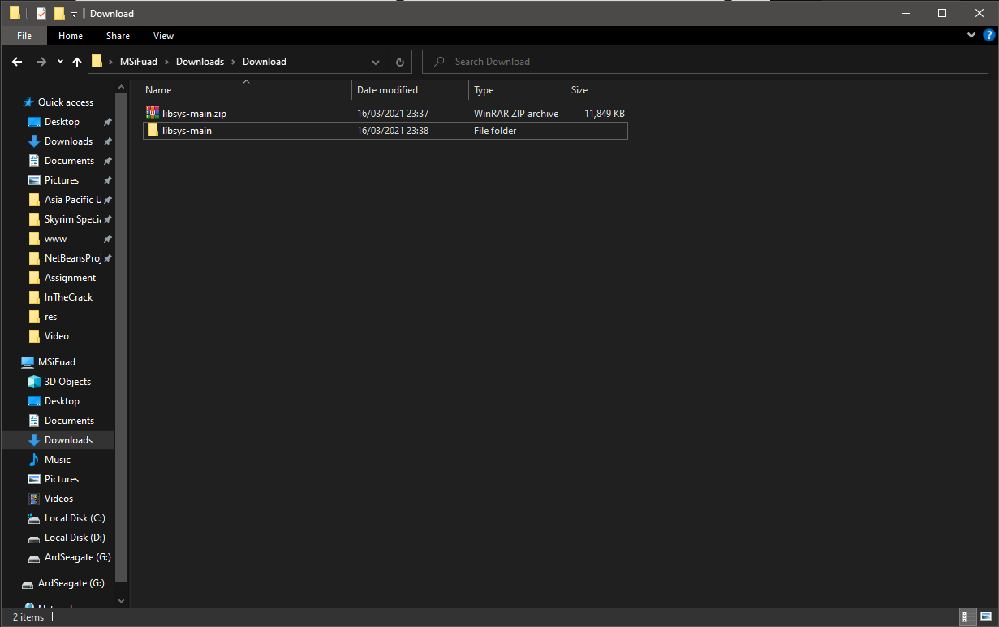 Download
File Home Share View
MSiFuad Downloads Download Search Download
Name Date modified Type Size
libsys-main.zip 16/03/2021 23:37 WinRAR ZIP archive 11,849 KB
libsys-main 16/03/2021 23:38 File folder
Quick access
Desktop
Downloads
Documents
Pictures
Asia Pacific U
Skyrim Specia
www
NetBeansProj
Assignment
InTheCrack
res
Video
MSiFuad
3D Objects
Desktop
Documents
Downloads
Music
Pictures
Videos
Local Disk (C:)
Local Disk (D:)
ArdSeagate (G:)
ArdSeagate (G:)
2 items